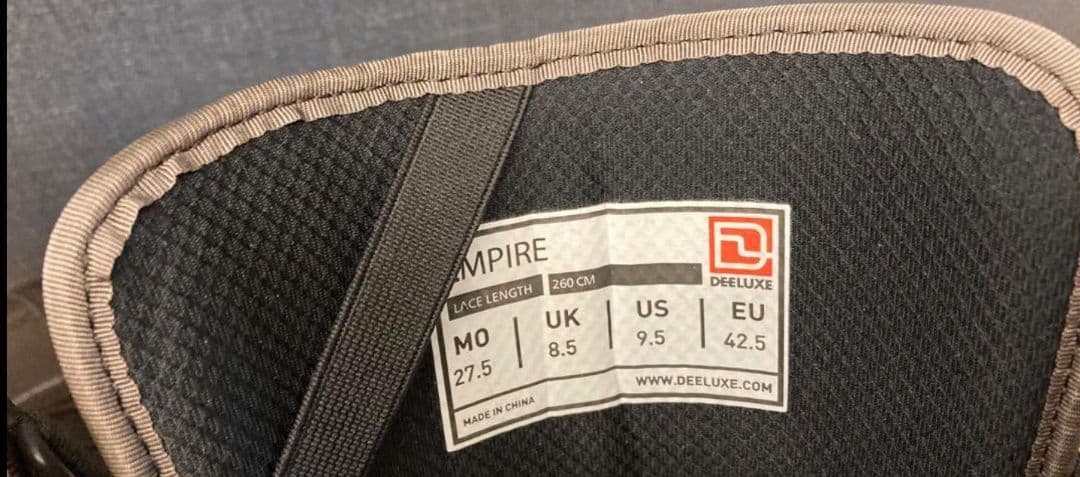 EMPIRE
DEELUXE
LACE LENGTH 260 CM
MO UK US EU
27.5 8.5 9.5 42.5
MADE IN CHINA
WWW.DEELUXE.COM